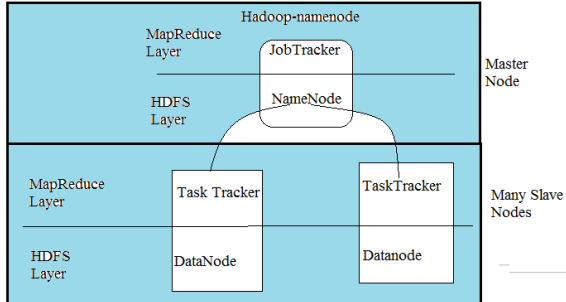 Hadoop-namenode
MapReduce
Layer
JobTracker
Master
Node
HDFS
Layer
NameNode
MapReduce
Layer
Task Tracker
TaskTracker
Many Slave
Nodes
HDFS
Layer
DataNode
Datanode